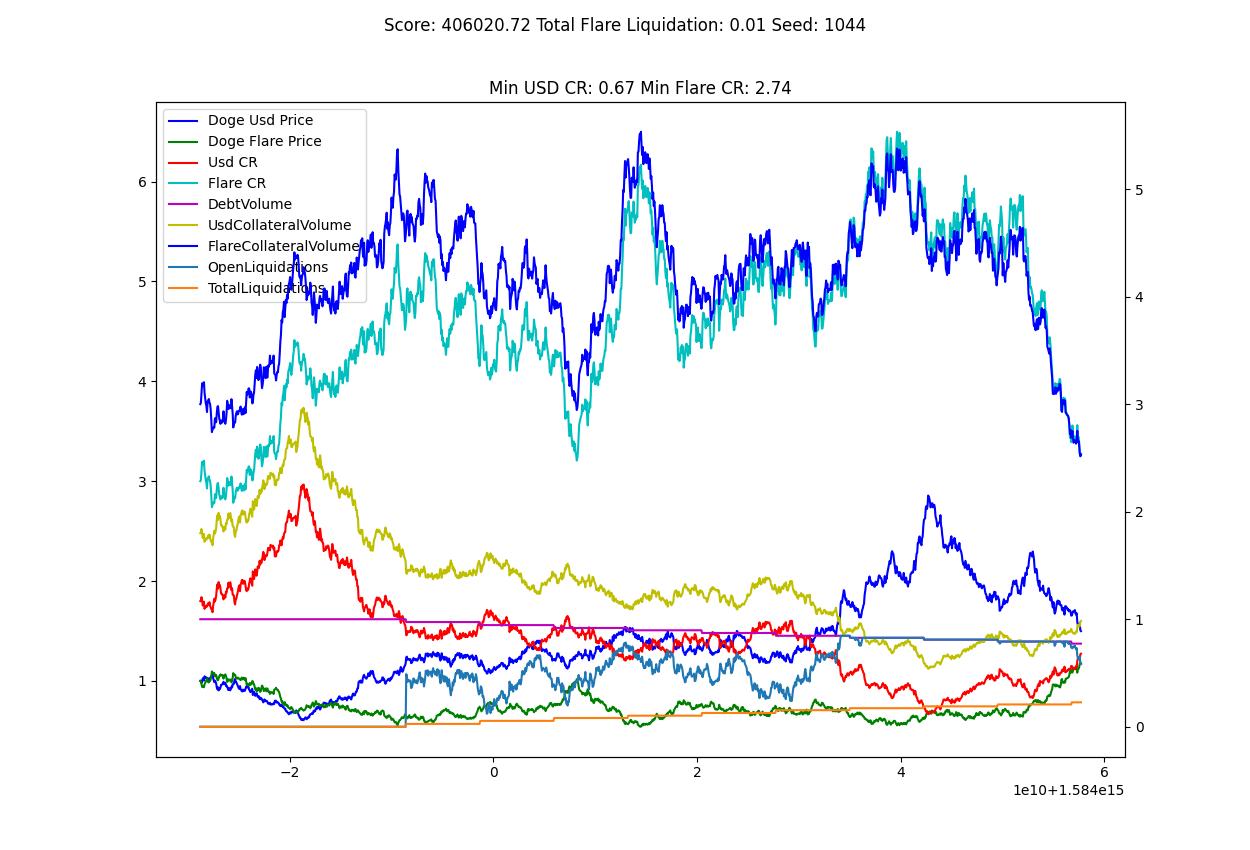 Score: 406020.72 Total Flare Liquidation: 0.01 Seed: 1044
Min USD CR: 0.67 Min Flare CR: 2.74
Doge Usd Price
Doge Flare Price
Usd CR
Flare CR
DebtVolume
UsdCollateralVolume
FlareCollateralVolume
OpenLiquidations
TotalLiquidations
6
5
4
3
2
1
5
4
3
2
1
0
−2
0
2
4
6
1e10+1.584e15